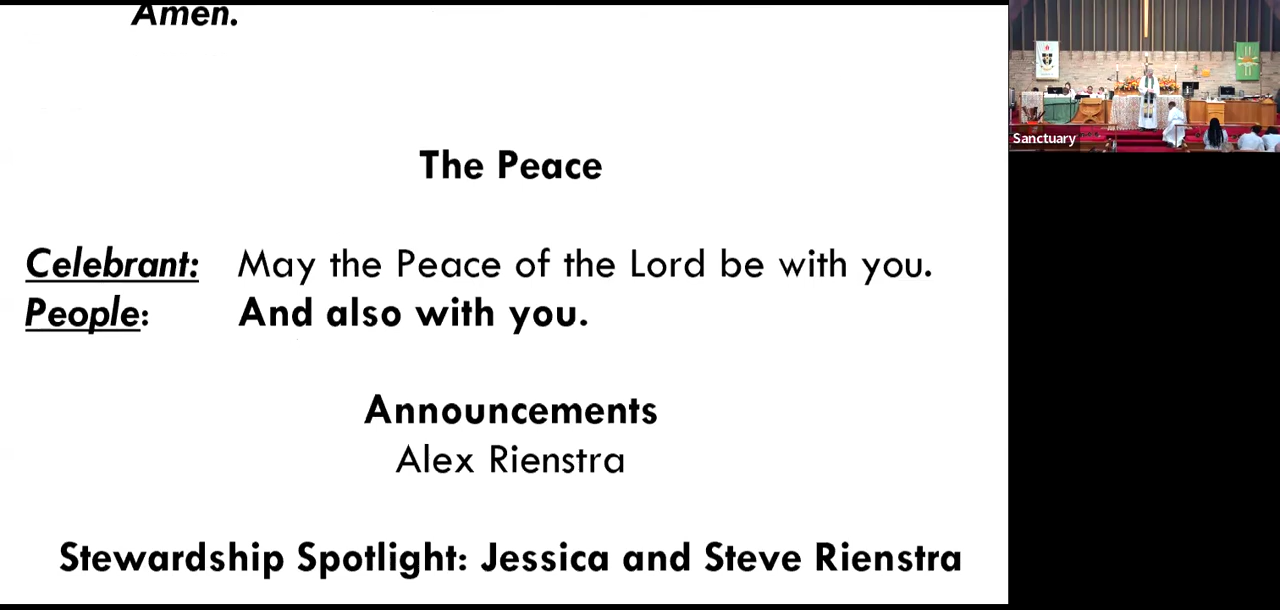 Amen.
The Peace
Celebrant: May the Peace of the Lord be with you.
People: And also with you.
Announcements
Alex Rienstra
Stewardship Spotlight: Jessica and Steve Rienstra
Sanctuary